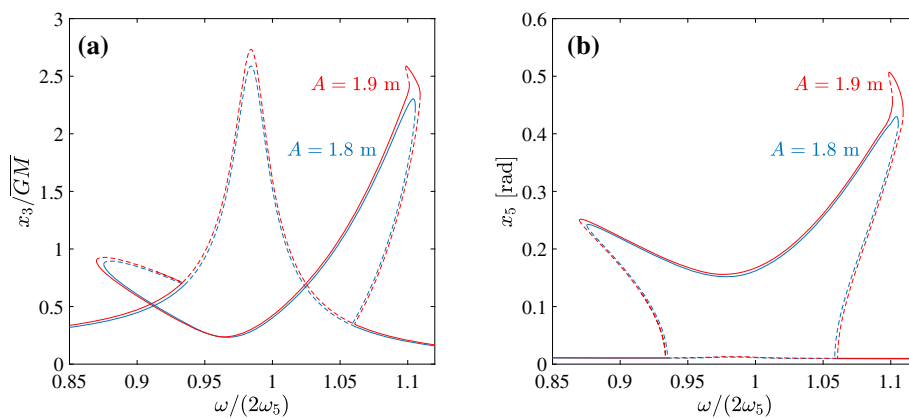 (a)
3
2.5
2
1.5
1
0.5
0
x₃/G̅M̅
A = 1.9 m
A = 1.8 m
0.85 0.9 0.95 1 1.05 1.1
ω/(2ω₅)
(b)
0.6
0.5
0.4
0.3
0.2
0.1
0
x₅ [rad]
A = 1.9 m
A = 1.8 m
0.85 0.9 0.95 1 1.05 1.1
ω/(2ω₅)